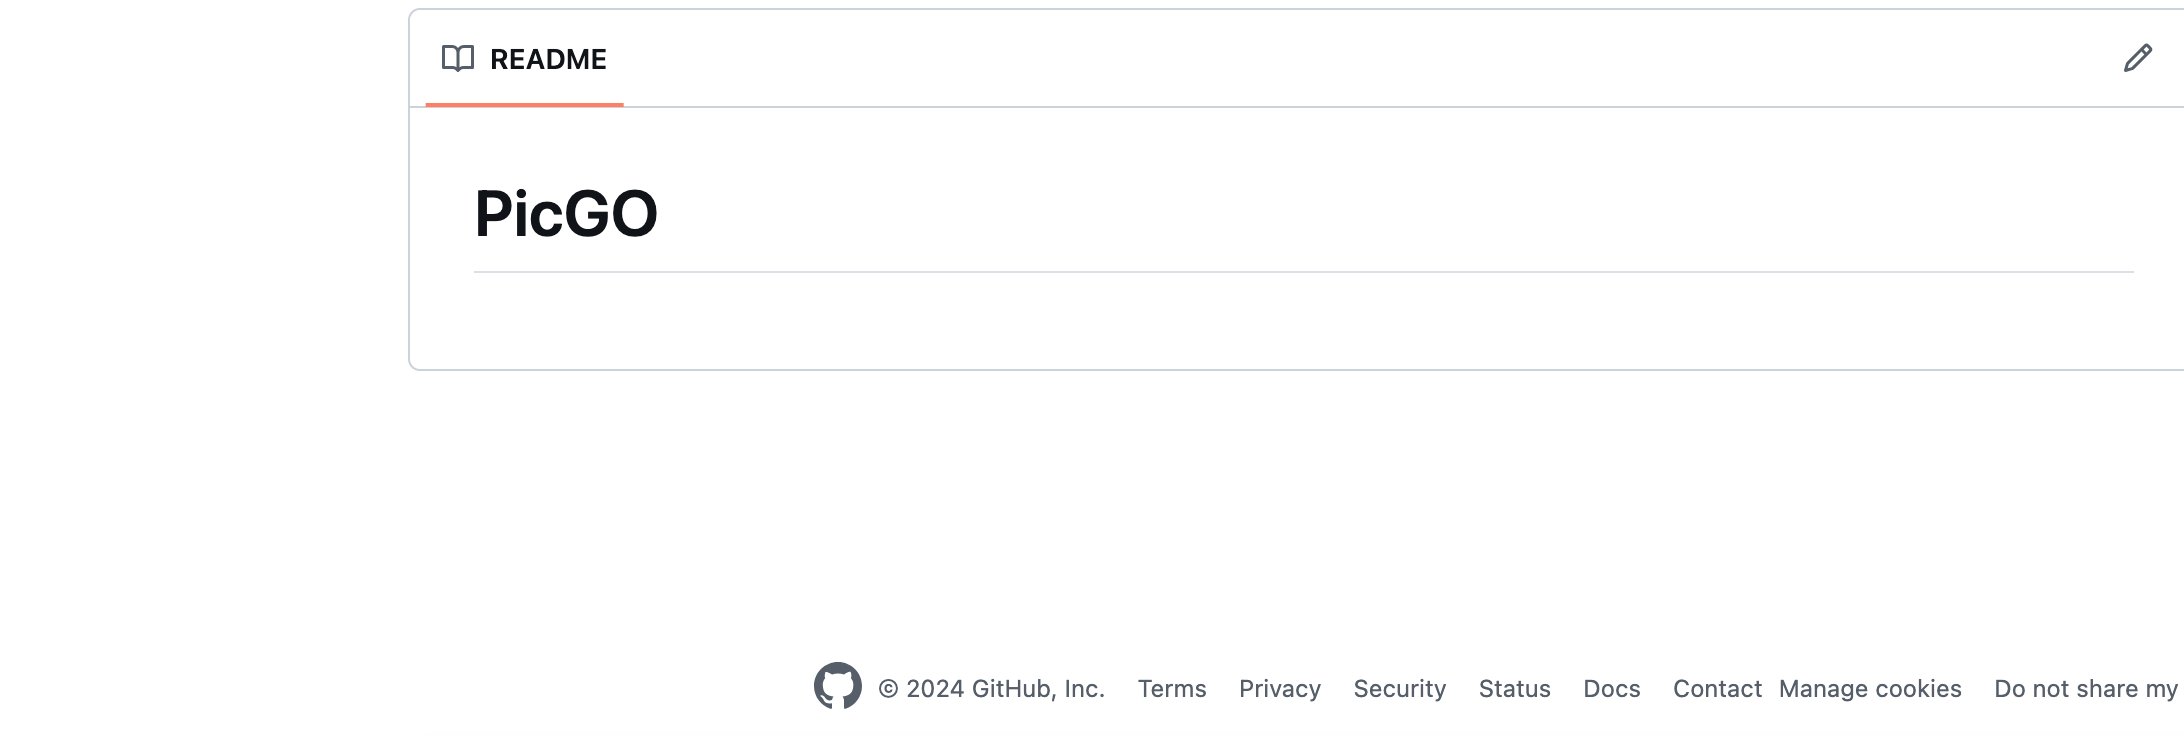 README
PicGO
© 2024 GitHub, Inc. Terms Privacy Security Status Docs Contact Manage cookies Do not share my